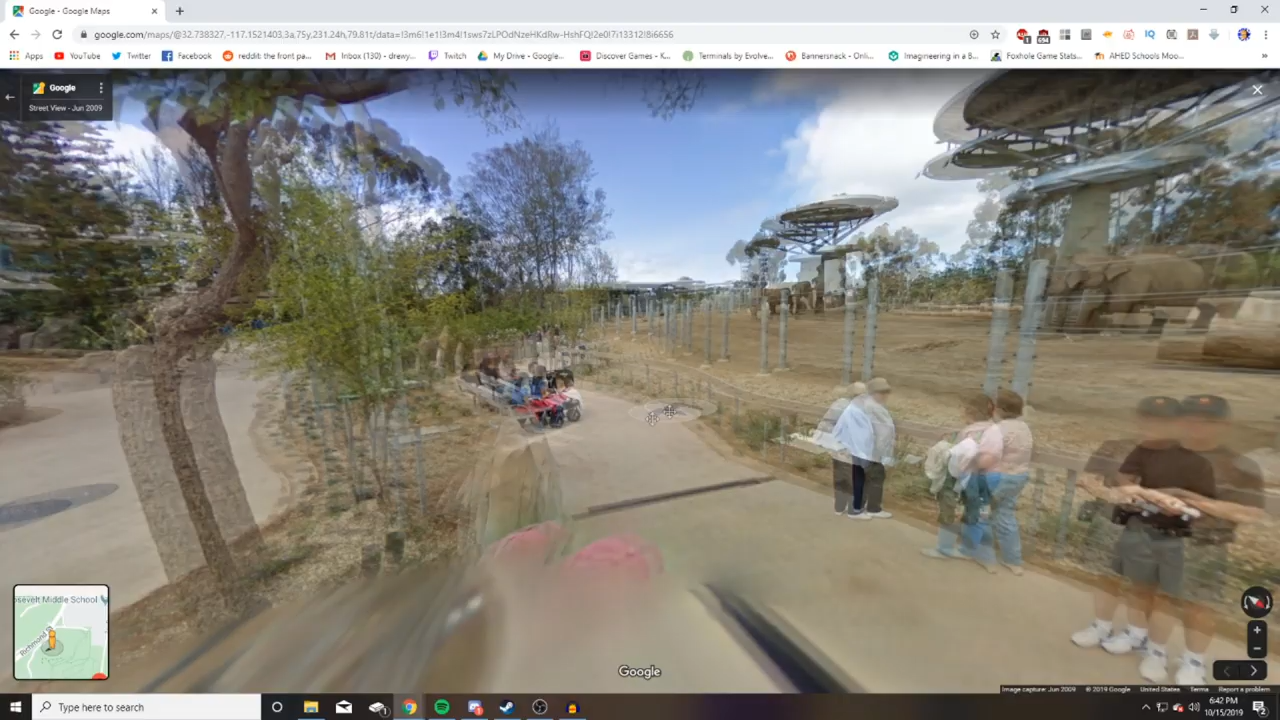 Google - Google Maps
google.com/maps/@32.738327,-117.1521403,3a,75y,231.24h,79.81t/data=!3m6!1e1!3m4!1sws7zLPOdNzeHKdRw-HshFQ!2e0!7i13312!8i6656
Apps YouTube Twitter Facebook reddit: the front pa... Inbox (130) - drewy... Twitch My Drive - Google... Discover Games - K... Terminals by Evolve... Bannersnack - Onli... Imagineering in a B... Foxhole Game Stats... AHED Schools Moo...
Google
Street View - Jun 2009
osevelt Middle School
Richmond
Google
Image capture: Jun 2009 © 2019 Google United States Terms Report a problem
Type here to search
6:42 PM
10/15/2019
2